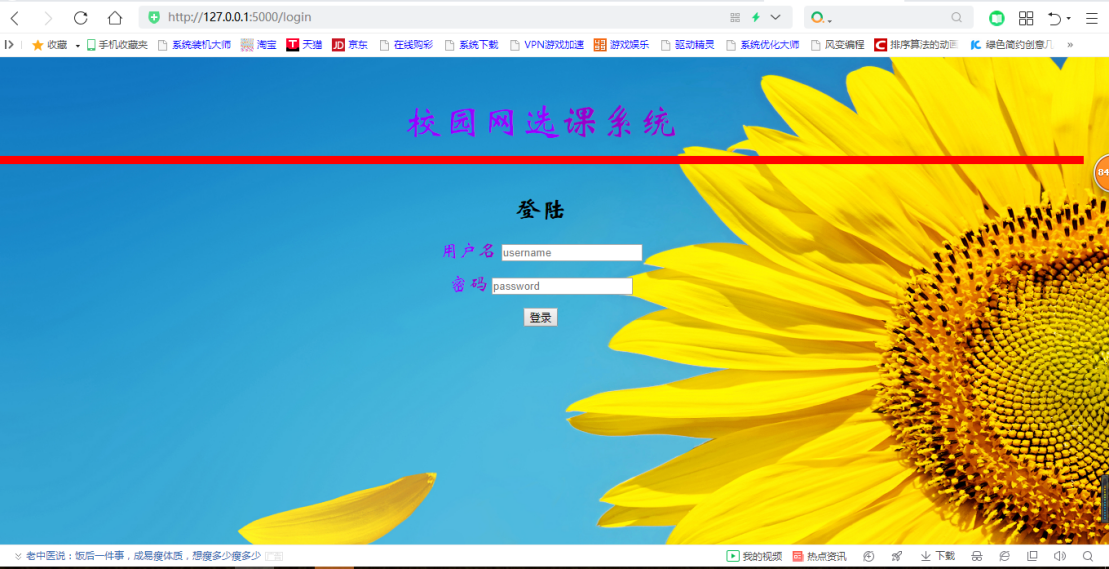 http://127.0.0.1:5000/login
收藏 手机收藏夹 系统装机大师 淘宝 天猫 京东 在线购彩 系统下载 VPN游戏加速 游戏娱乐 驱动精灵 系统优化大师 风变编程 排序算法的动画 绿色简约创意几 »
校园网选课系统
84
登陆
用户名 username
密码 password
登录
老中医说：饭后一件事，成易瘦体质，想瘦多少瘦多少 我的视频 热点资讯 下载